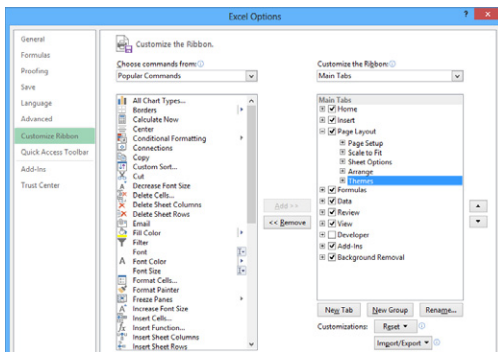 Excel Options
? x
General
Formulas
Proofing
Save
Language
Advanced
Customize Ribbon
Quick Access Toolbar
Add-Ins
Trust Center
Customize the Ribbon.
Choose commands from:
Popular Commands
All Chart Types...
Borders
Calculate Now
Center
Conditional Formatting
Connections
Copy
Custom Sort...
Cut
Decrease Font Size
Delete Cells...
Delete Sheet Columns
Delete Sheet Rows
Email
Fill Color
Filter
Font
Font Color
Font Size
Format Cells...
Format Painter
Freeze Panes
Increase Font Size
Insert Cells...
Insert Function...
Insert Sheet Columns
Insert Sheet Rows
Add >>
<< Remove
Customize the Ribbon:
Main Tabs
Main Tabs
Home
Insert
Page Layout
Page Setup
Scale to Fit
Sheet Options
Arrange
Themes
Formulas
Data
Review
View
Developer
Add-Ins
Background Removal
New Tab
New Group
Rename...
Customizations:
Reset
Import/Export